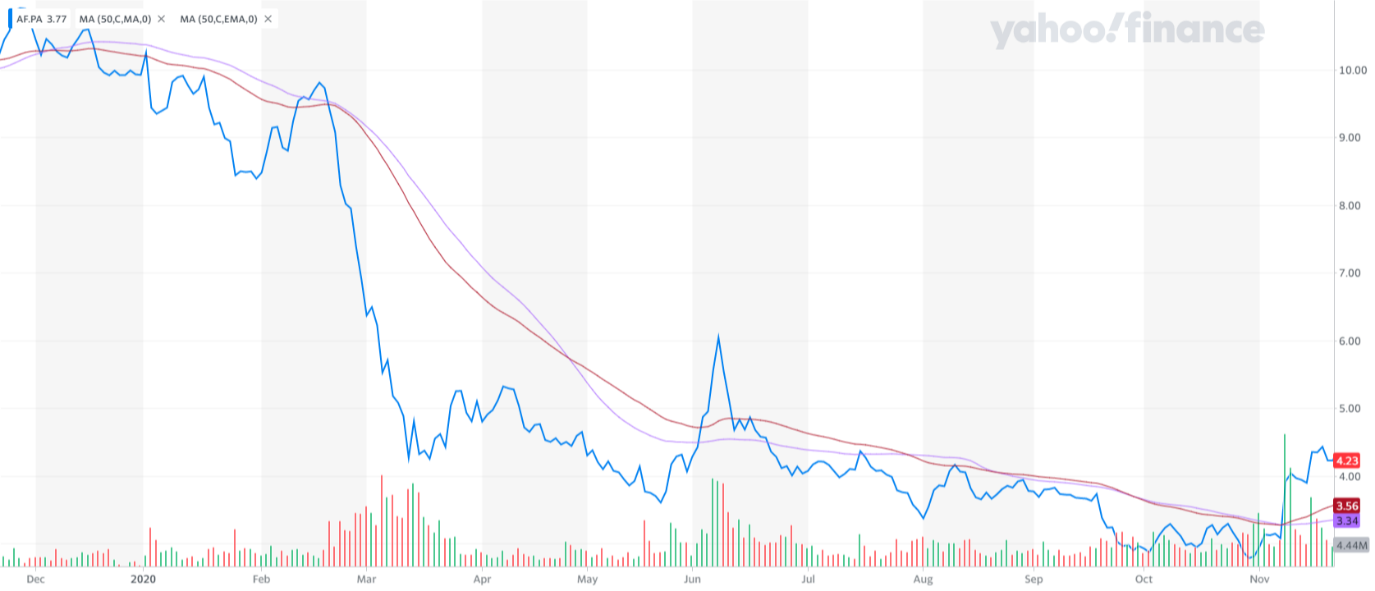 AF.PA 3.77 MA (50,C,MA,0) ✕ MA (50,C,EMA,0) ✕
yahoo!finance
10.00
9.00
8.00
7.00
6.00
5.00
4.23
4.00
3.56
3.34
4.44M
Dec 2020 Feb Mar Apr May Jun Jul Aug Sep Oct Nov